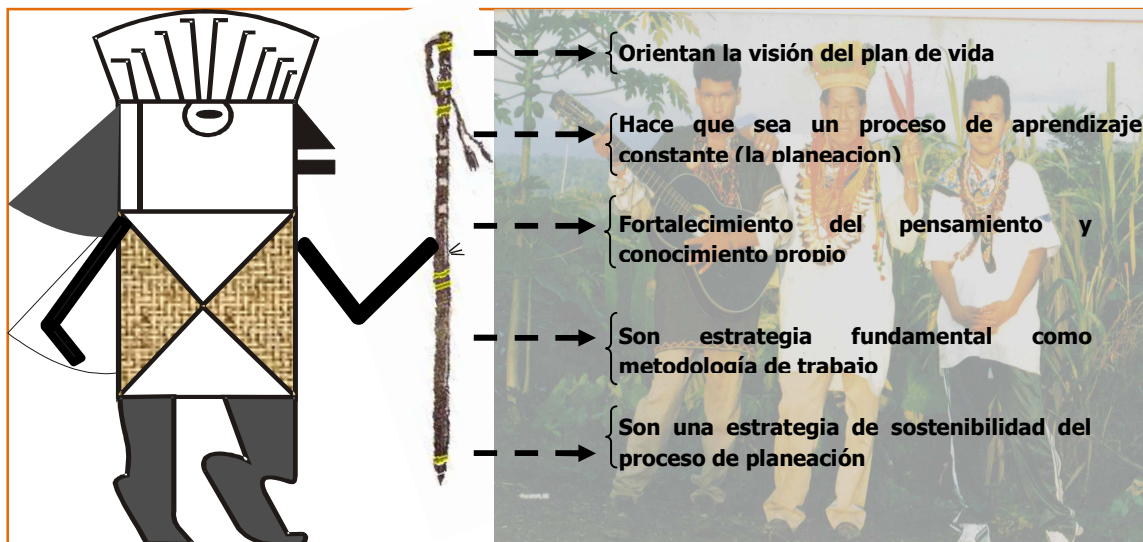 Orientan la visión del plan de vida
Hace que sea un proceso de aprendizaje
constante (la planeacion)
Fortalecimiento del pensamiento y
conocimiento propio
Son estrategia fundamental como
metodología de trabajo
Son una estrategia de sostenibilidad del
proceso de planeación